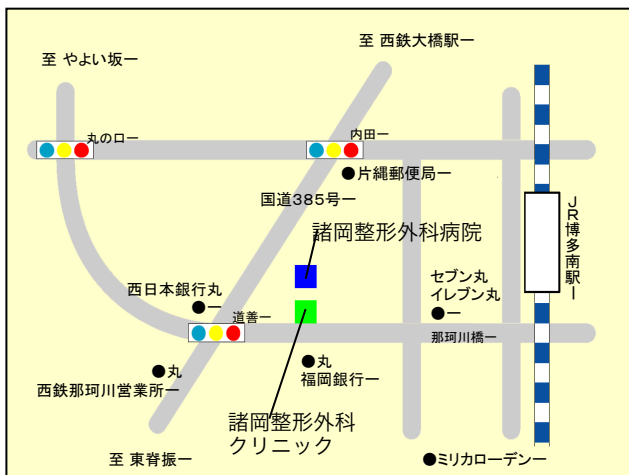 至 西鉄大橋駅ー
至 やよい坂ー
丸のロー
内田ー
●片縄郵便局ー
国道385号ー
諸岡整形外科病院
JR博多南駅ー
西日本銀行丸
●ー
セブン丸
イレブン丸
●ー
道善ー
那珂川橋ー
●丸
西鉄那珂川営業所ー
●丸
福岡銀行ー
諸岡整形外科
クリニック
至 東脊振ー
●ミリカローデンー